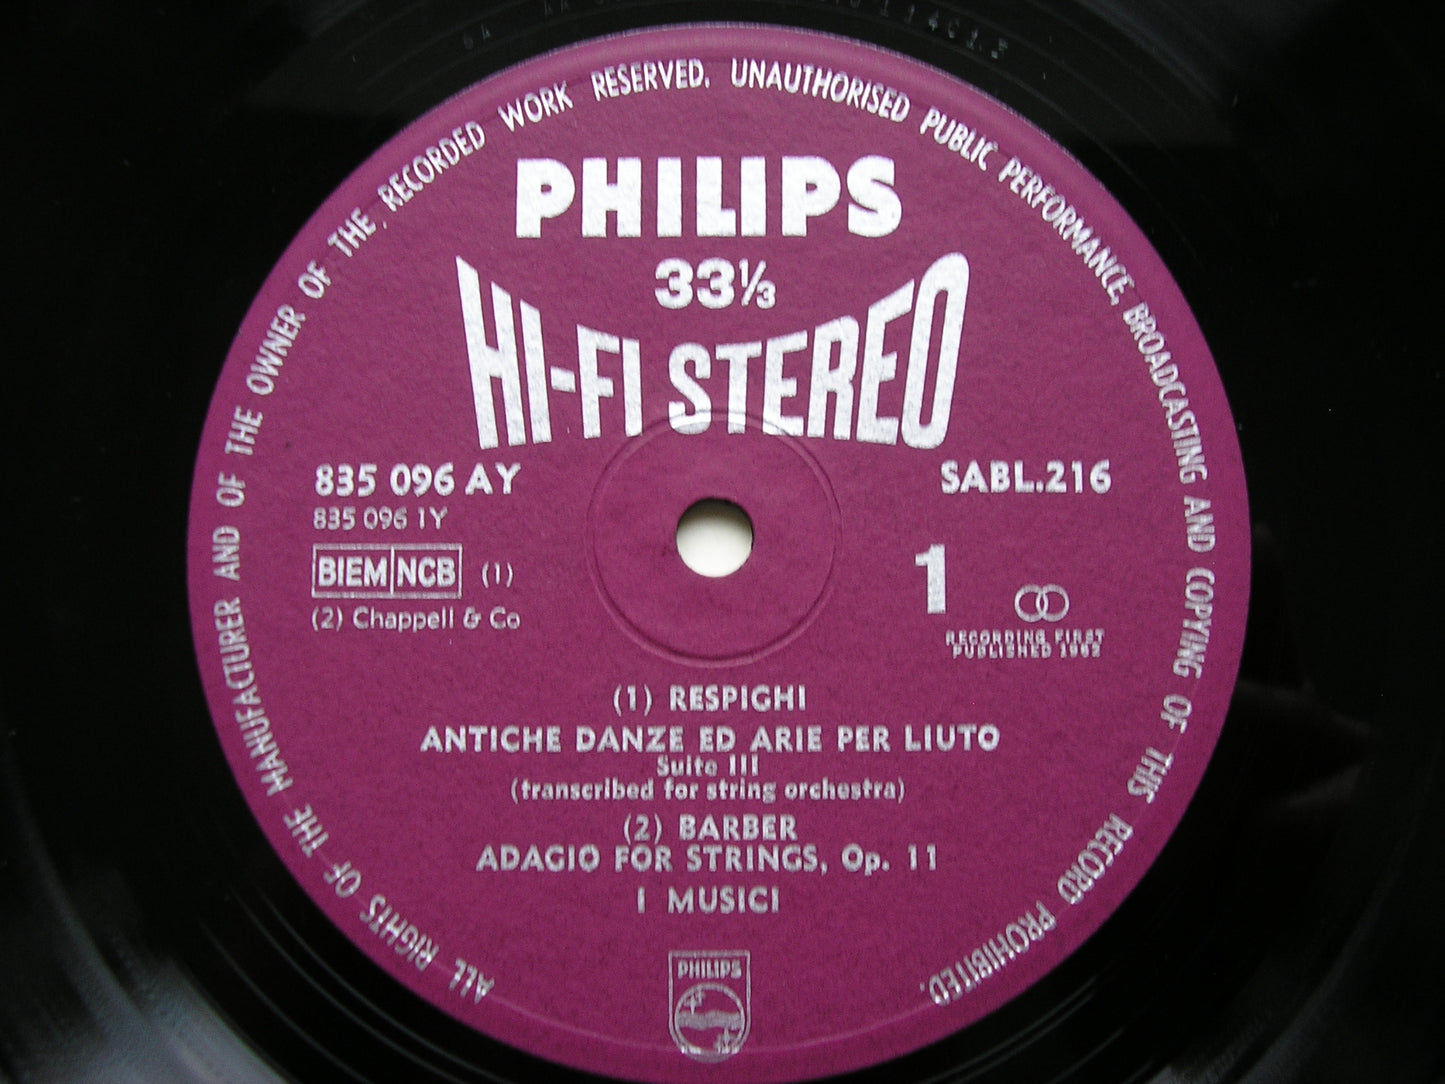 ALL RIGHTS OF THE MANUFACTURER AND OF THE OWNER OF THE RECORDED WORK RESERVED. UNAUTHORISED PUBLIC PERFORMANCE, BROADCASTING AND COPYING OF THIS RECORD PROHIBITED.
PHILIPS
33⅓
HI-FI STEREO
835 096 AY
SABL.216
835 096 1Y
BIEM NCB (1)
1
(2) Chappell & Co
RECORDING FIRST
PUBLISHED 1962
(1) RESPIGHI
ANTICHE DANZE ED ARIE PER LIUTO
Suite III
(transcribed for string orchestra)
(2) BARBER
ADAGIO FOR STRINGS, Op. 11
I MUSICI
PHILIPS